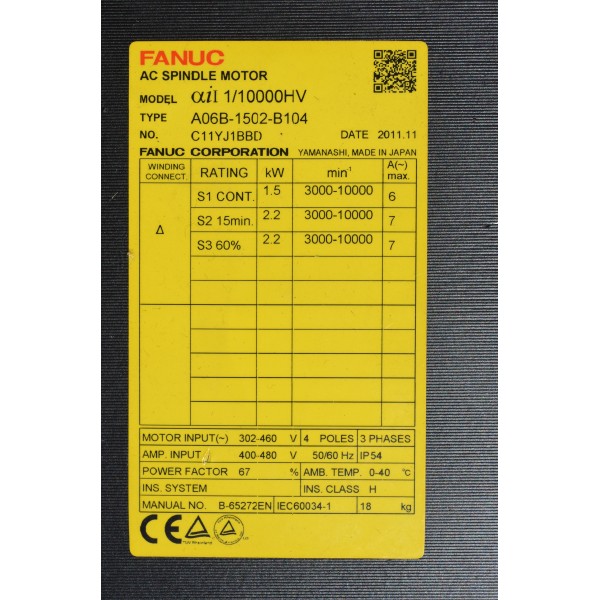 FANUC
AC SPINDLE MOTOR
MODEL αiI 1/10000HV
TYPE A06B-1502-B104
NO. C11YJ1BBD DATE 2011.11
FANUC CORPORATION YAMANASHI, MADE IN JAPAN
WINDING CONNECT RATING kW min⁻¹ A(~) max.
Δ
S1 CONT. 1.5 3000-10000 6
S2 15min. 2.2 3000-10000 7
S3 60% 2.2 3000-10000 7
MOTOR INPUT(~) 302-460 V 4 POLES 3 PHASES
AMP. INPUT 400-480 V 50/60 Hz IP54
POWER FACTOR 67 % AMB. TEMP. 0-40 ℃
INS. SYSTEM INS. CLASS H
MANUAL NO. B-65272EN IEC60034-1 18 kg
CE